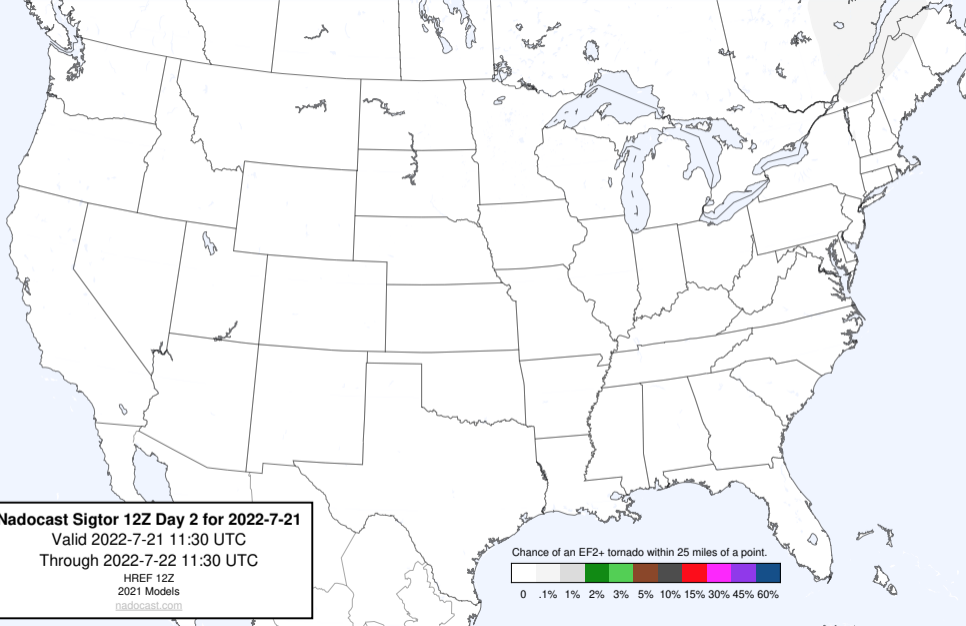 Nadocast Sigtor 12Z Day 2 for 2022-7-21
Valid 2022-7-21 11:30 UTC
Through 2022-7-22 11:30 UTC
HREF 12Z
2021 Models
nadocast.com
Chance of an EF2+ tornado within 25 miles of a point.
0 .1% 1% 2% 3% 5% 10% 15% 30% 45% 60%